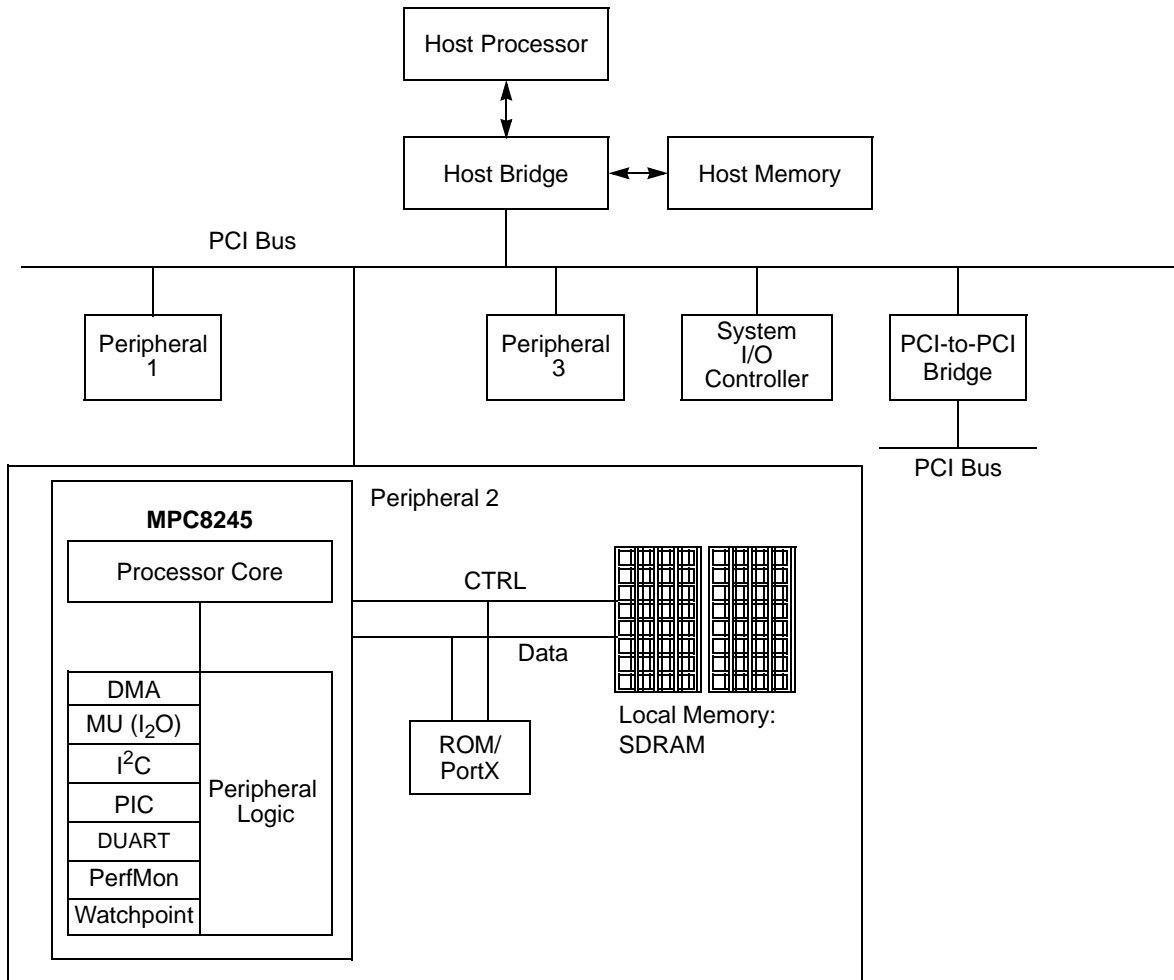 Host Processor
Host Bridge
Host Memory
PCI Bus
Peripheral
1
Peripheral
3
System
I/O
Controller
PCI-to-PCI
Bridge
PCI Bus
Peripheral 2
MPC8245
Processor Core
CTRL
Data
DMA
MU (I₂O)
I²C
PIC
DUART
PerfMon
Watchpoint
Peripheral
Logic
ROM/
PortX
Local Memory:
SDRAM